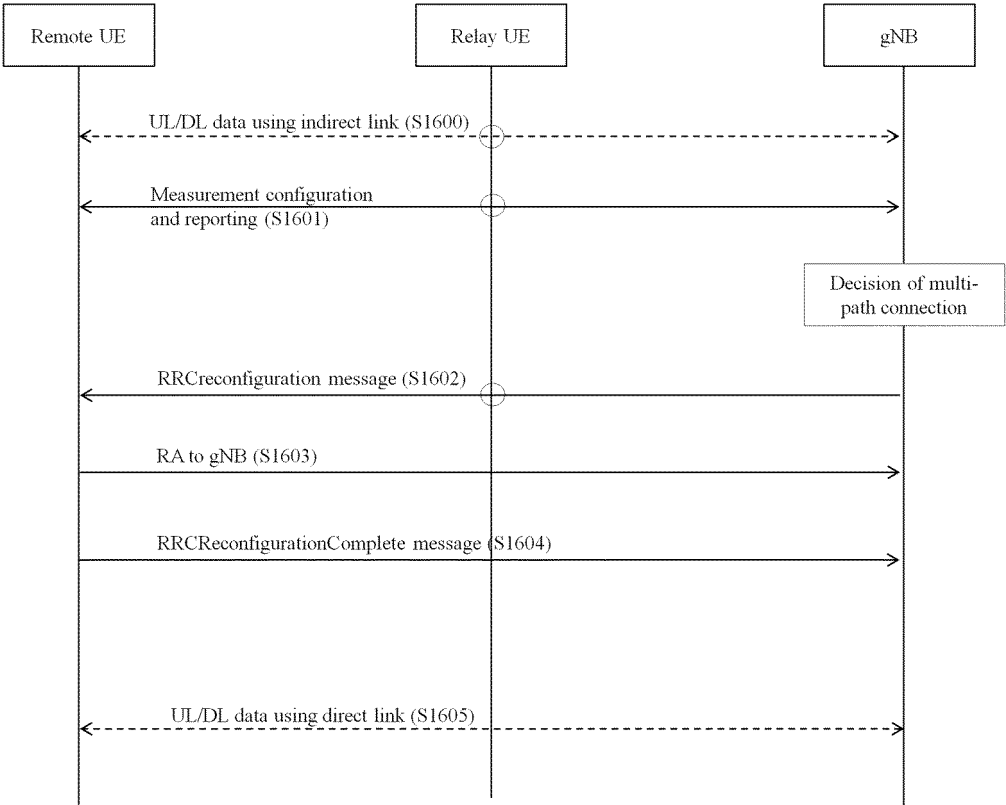 Remote UE
Relay UE
gNB
UL/DL data using indirect link (S1600)
Measurement configuration
and reporting (S1601)
Decision of multi-
path connection
RRCreconfiguration message (S1602)
RA to gNB (S1603)
RRCReconfigurationComplete message (S1604)
UL/DL data using direct link (S1605)